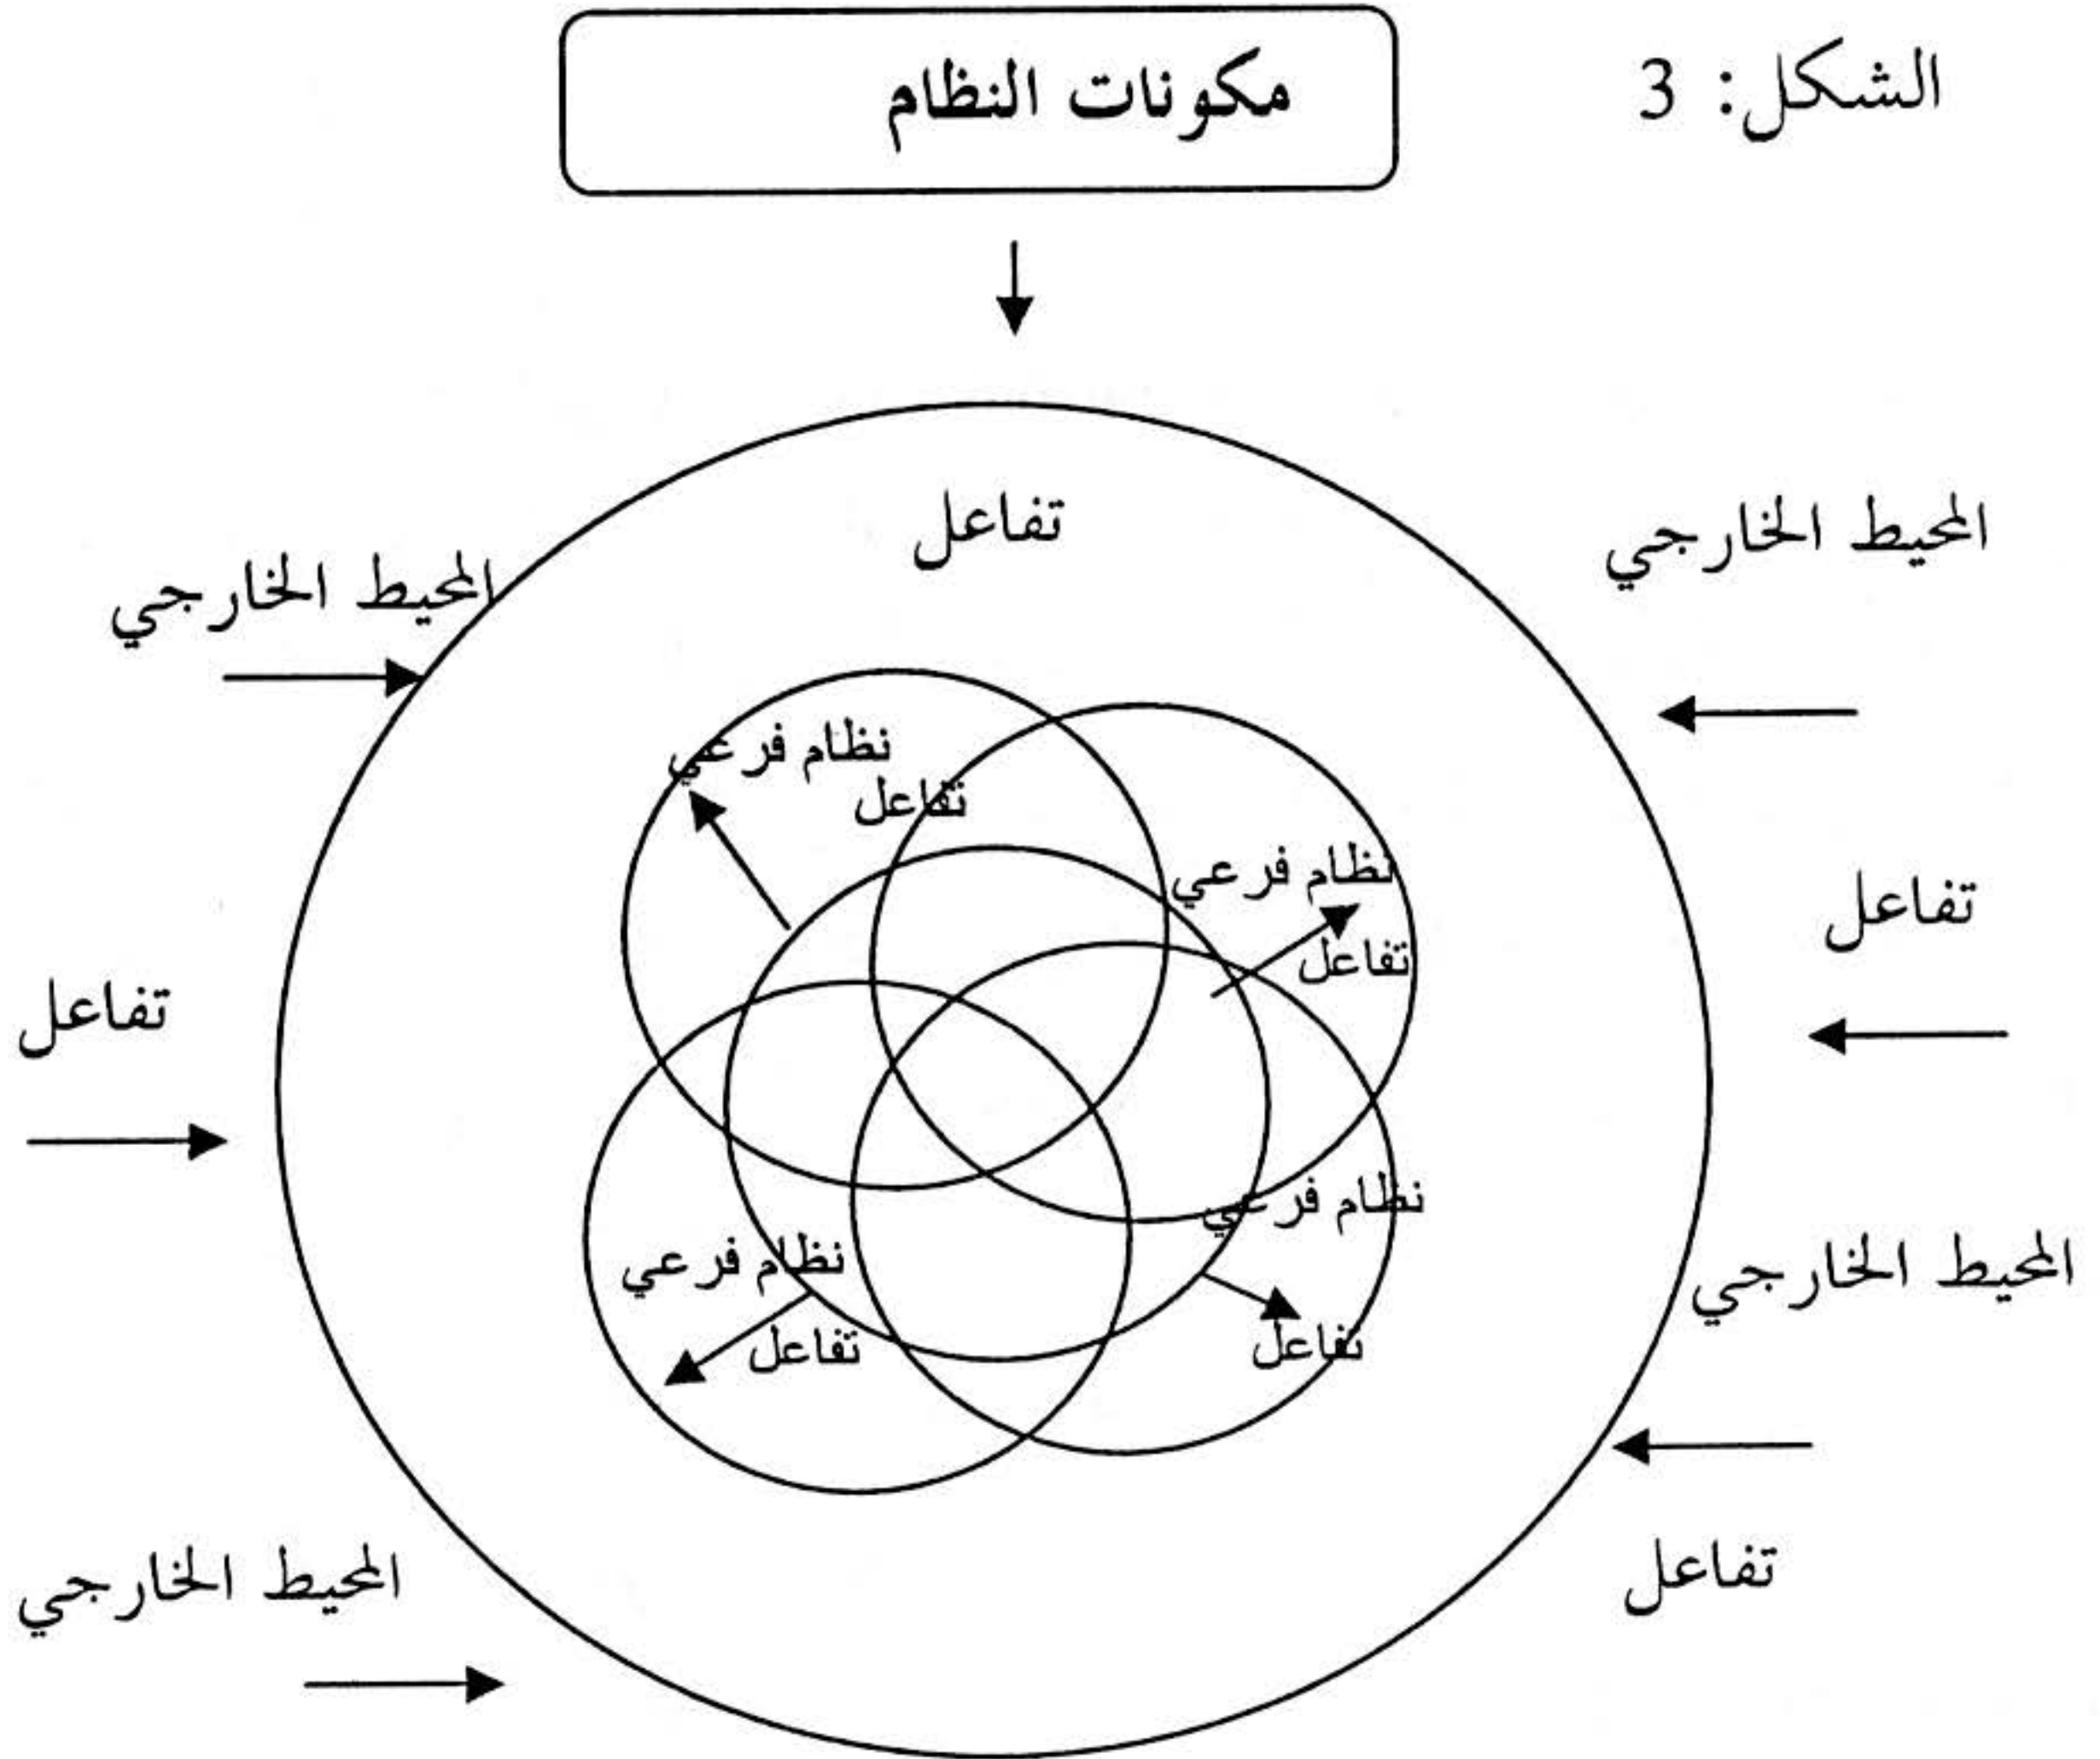 الشكل: 3
مكونات النظام
تفاعل
المحيط الخارجي
المحيط الخارجي
نظام فرعي
تفاعل
نظام فرعي
تفاعل
تفاعل
تفاعل
نظام فرعي
تفاعل
نظام فرعي
تفاعل
المحيط الخارجي
تفاعل
المحيط الخارجي